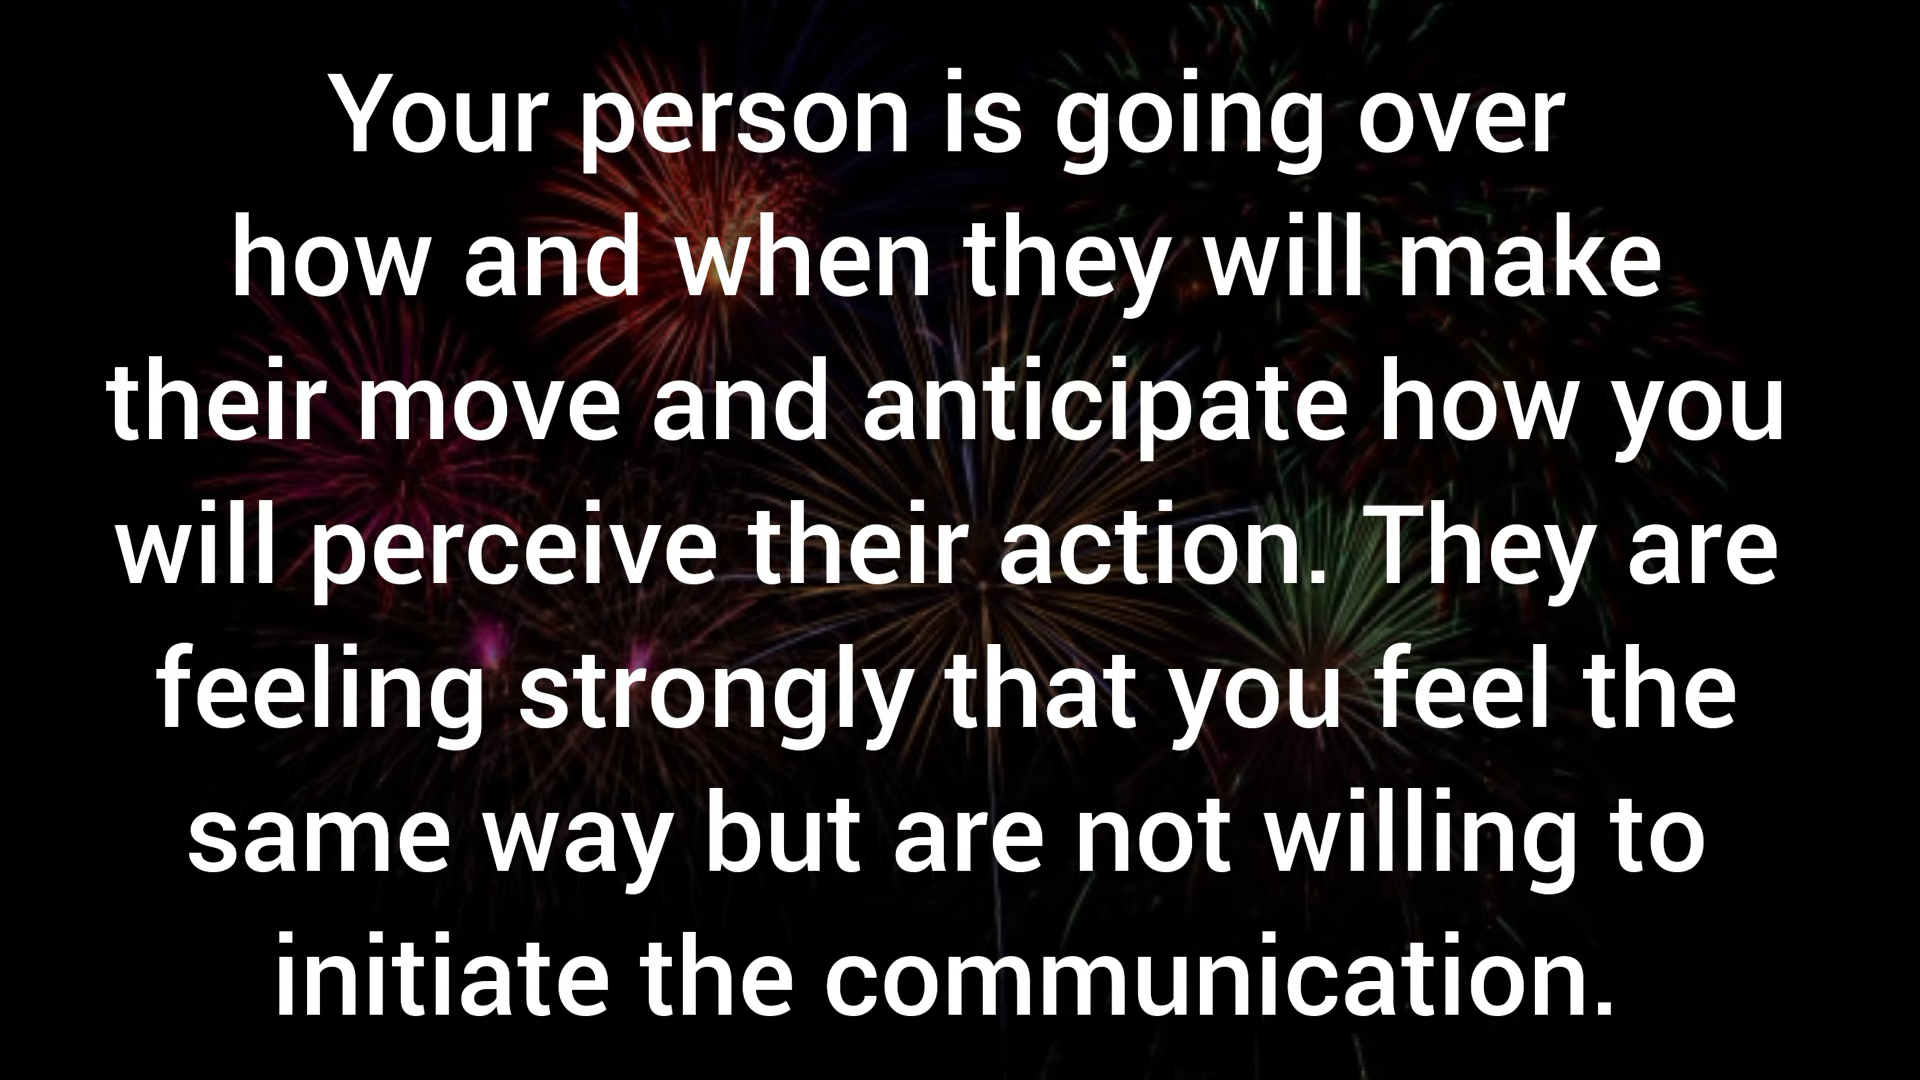 Your person is going over
how and when they will make
their move and anticipate how you
will perceive their action. They are
feeling strongly that you feel the
same way but are not willing to
initiate the communication.